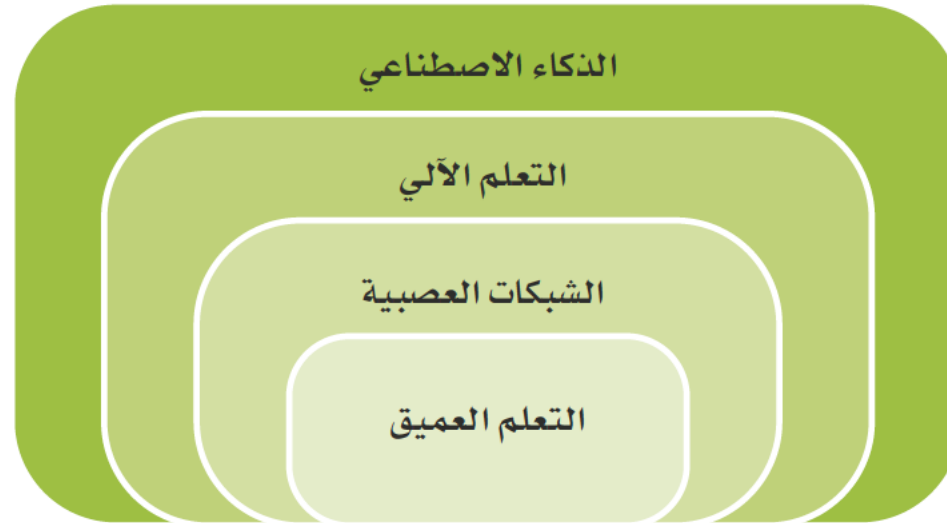 الذكاء الاصطناعي
التعلم الآلي
الشبكات العصبية
التعلم العميق